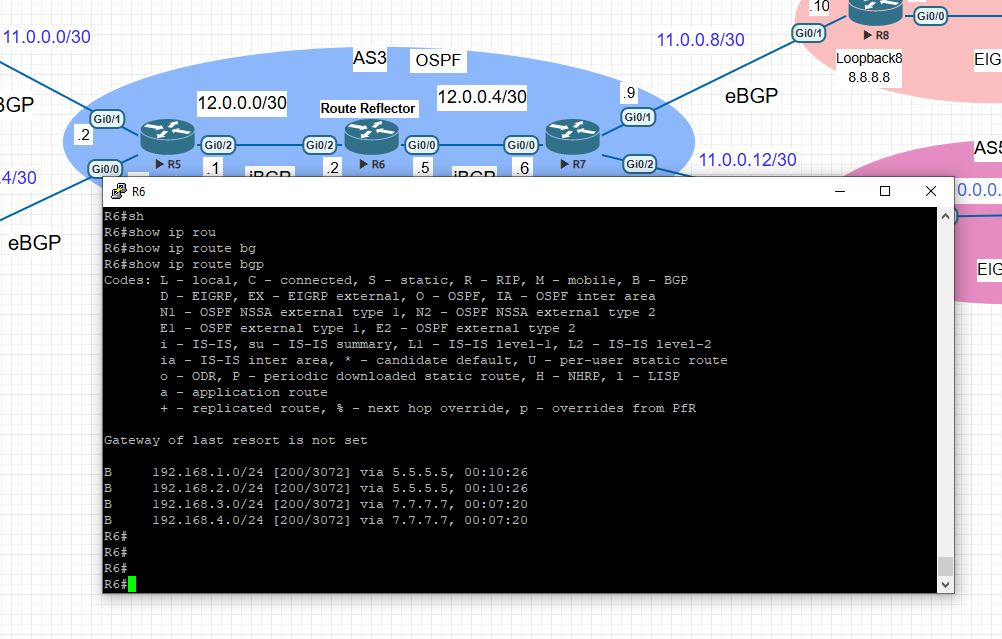 .10
Gi0/0
11.0.0.0/30
11.0.0.8/30
Gi0/1
R8
AS3
OSPF
Loopback8
8.8.8.8
EIG
12.0.0.0/30
Route Reflector
12.0.0.4/30
.9
eBGP
BGP
Gi0/1
Gi0/1
.2
Gi0/2
Gi0/2
Gi0/0
Gi0/0
R5
R6
R7
AS5
Gi0/0
.1
iBGP
.2
.5
iBGP
.6
Gi0/2
11.0.0.12/30
4/30
0.0.0.
eBGP
EIG
R6
R6#sh
R6#show ip rou
R6#show ip route bg
R6#show ip route bgp
Codes: L - local, C - connected, S - static, R - RIP, M - mobile, B - BGP
D - EIGRP, EX - EIGRP external, O - OSPF, IA - OSPF inter area
N1 - OSPF NSSA external type 1, N2 - OSPF NSSA external type 2
E1 - OSPF external type 1, E2 - OSPF external type 2
i - IS-IS, su - IS-IS summary, L1 - IS-IS level-1, L2 - IS-IS level-2
ia - IS-IS inter area, * - candidate default, U - per-user static route
o - ODR, P - periodic downloaded static route, H - NHRP, l - LISP
a - application route
+ - replicated route, % - next hop override, p - overrides from PfR
Gateway of last resort is not set
B 192.168.1.0/24 [200/3072] via 5.5.5.5, 00:10:26
B 192.168.2.0/24 [200/3072] via 5.5.5.5, 00:10:26
B 192.168.3.0/24 [200/3072] via 7.7.7.7, 00:07:20
B 192.168.4.0/24 [200/3072] via 7.7.7.7, 00:07:20
R6#
R6#
R6#
R6#